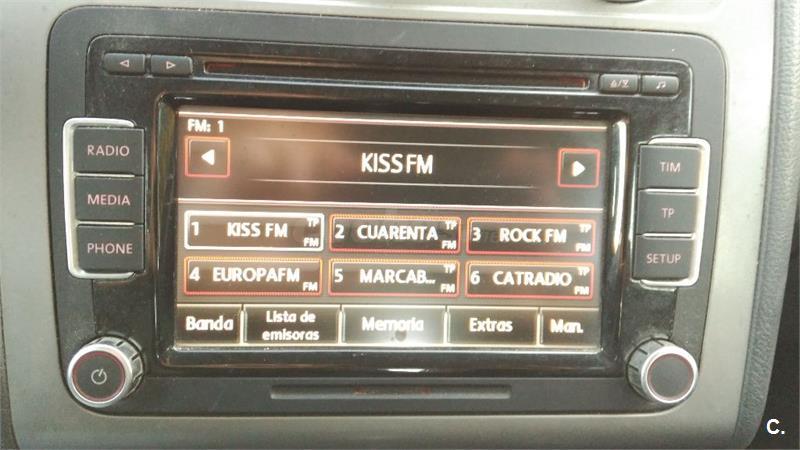 RADIO
MEDIA
PHONE
FM: 1
KISS FM
1 KISS FM TP FM
2 CUARENTA TP FM
3 ROCK FM TP FM
4 EUROPAFM FM
5 MARCAB... TP FM
6 CATRADIO TP FM
Banda
Lista de
emisoras
Memoria
Extras
Man.
TIM
TP
SETUP
C.